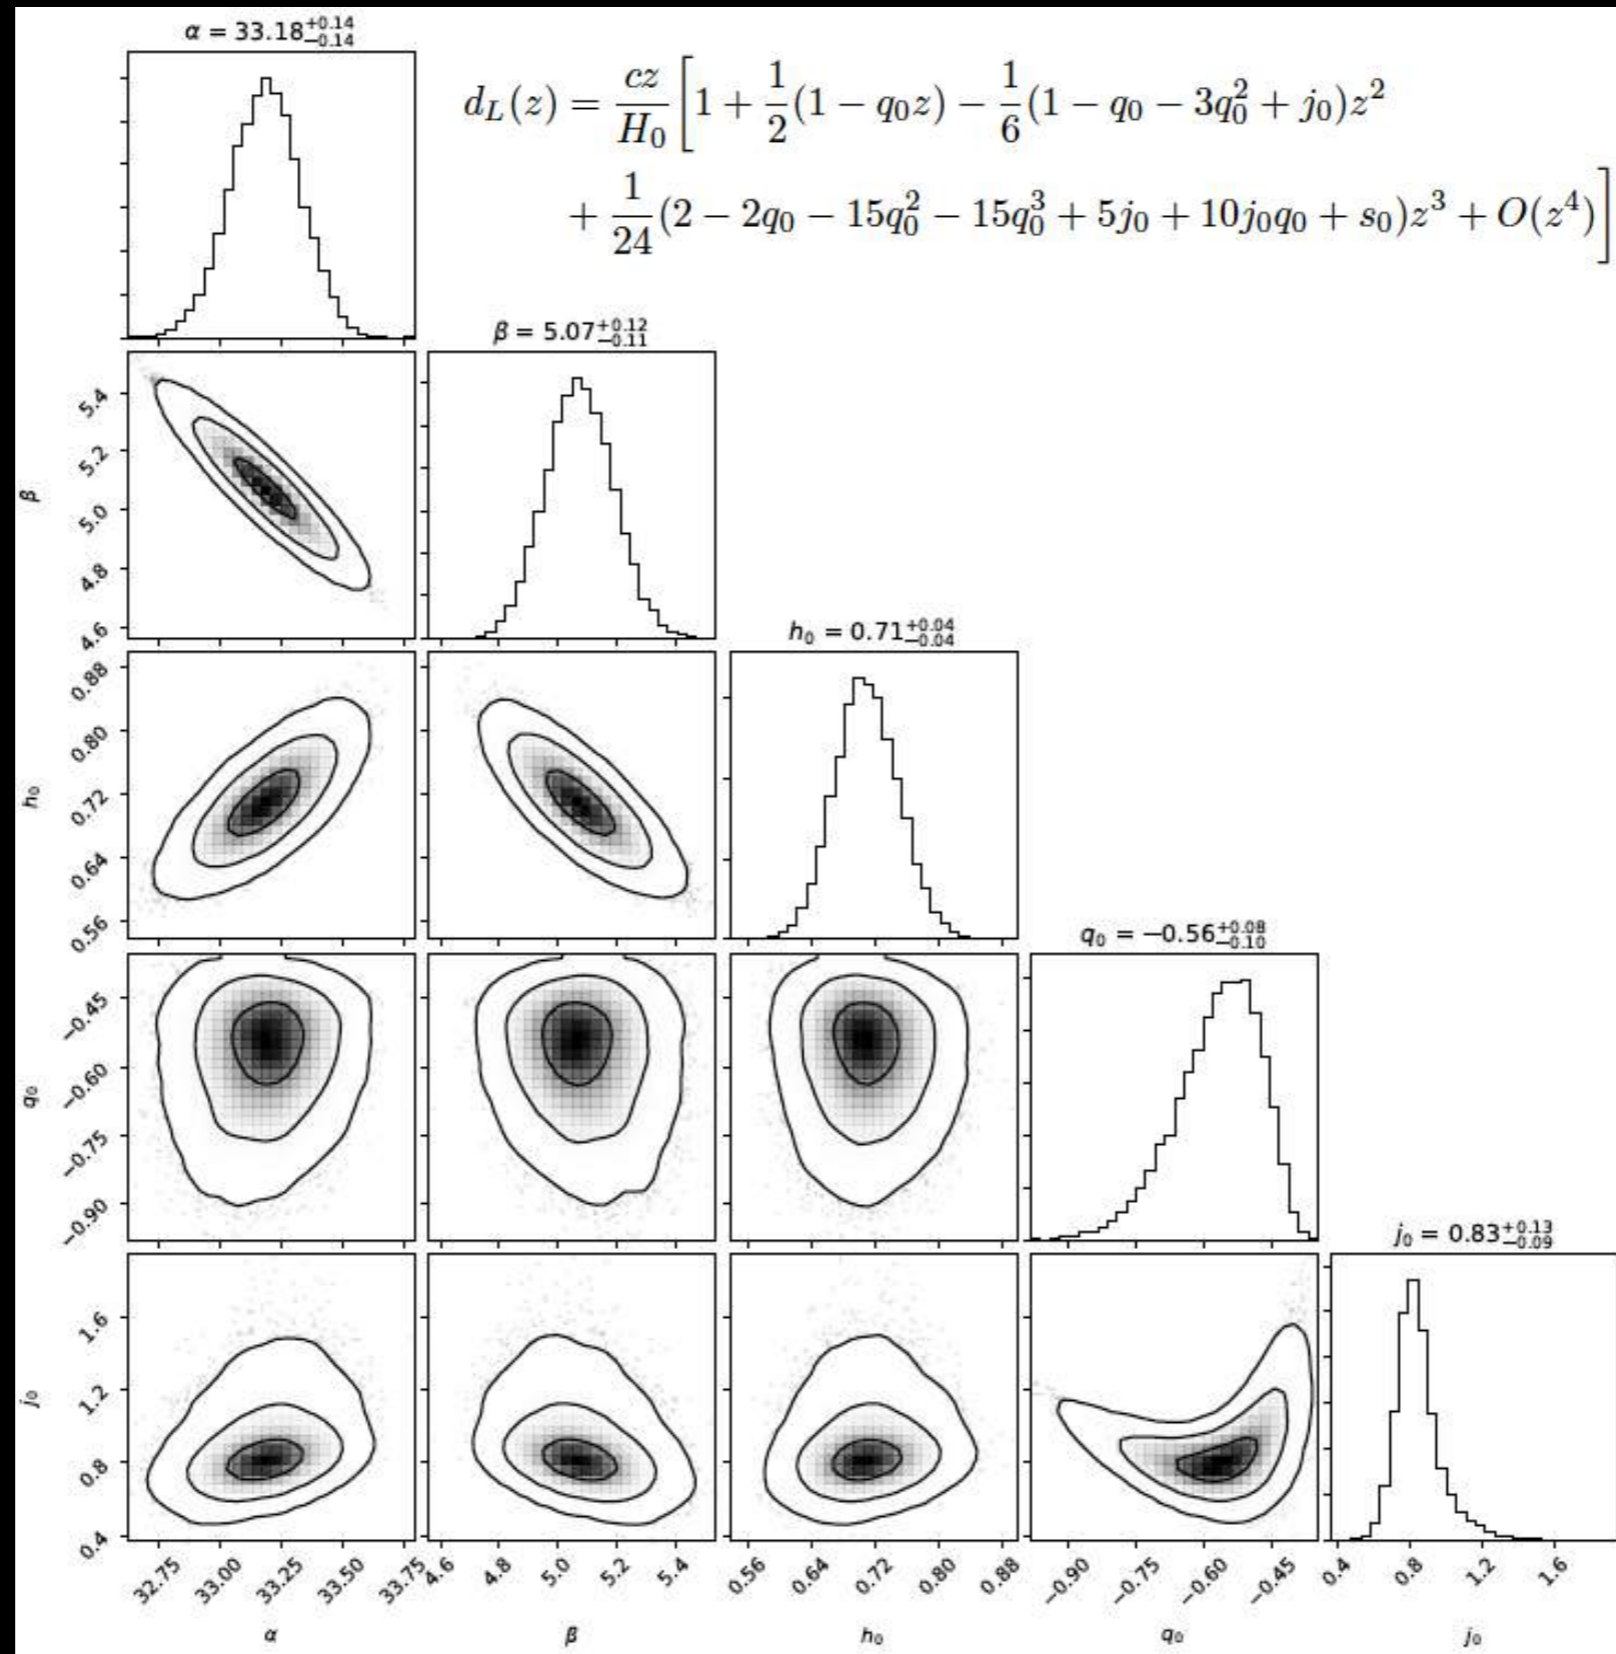 α = 33.18+0.14−0.14
d_L(z) = cz/H_0 [1 + 1/2(1 − q_0z) − 1/6(1 − q_0 − 3q_0^2 + j_0)z^2
+ 1/24(2 − 2q_0 − 15q_0^2 − 15q_0^3 + 5j_0 + 10j_0q_0 + s_0)z^3 + O(z^4)]
β = 5.07+0.12−0.11
β
5.4
5.2
5.0
4.8
4.6
h_0 = 0.71+0.04−0.04
h_0
0.88
0.80
0.72
0.64
0.56
q_0 = −0.56+0.08−0.10
q_0
−0.45
−0.60
−0.75
−0.90
j_0 = 0.83+0.13−0.09
j_0
1.6
1.2
0.8
0.4
32.75 33.00 33.25 33.50 33.75 4.6 4.8 5.0 5.2 5.4 0.56 0.64 0.72 0.80 0.88 −0.90 −0.75 −0.60 −0.45 0.4 0.8 1.2 1.6
α β h_0 q_0 j_0